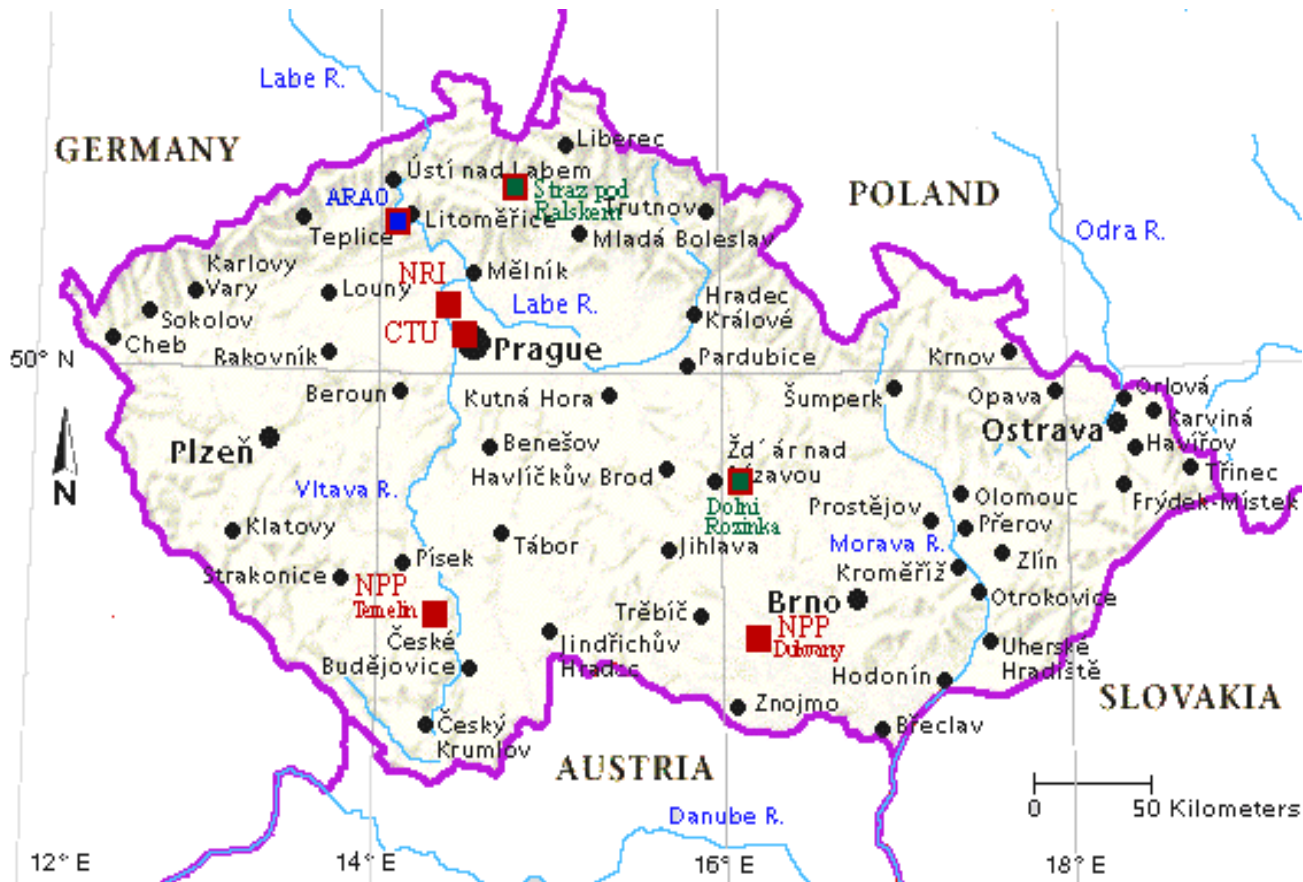 Labe R.
GERMANY
Liberec
Ústí nad Labem
ARAO
Straz pod
Ralskem
Trutnov
POLAND
Litoměřice
Teplice
Mladá Boleslav
Odra R.
Karlovy
Vary
NRI
Mělník
Louny
Labe R.
Hradec
Králové
Sokolov
CTU
Cheb
Prague
50° N
Rakovník
Pardubice
Krnov
Beroun
Kutná Hora
Šumperk
Opava
Orlová
Karviná
Ostrava
Havířov
Plzeň
Benešov
Žd´ár nad
Sázavou
Třinec
N
Vltava R.
Havlíčkův Brod
Frýdek-Místek
Olomouc
Dolni
Rozinka
Prostějov
Přerov
Klatovy
Tábor
Jihlava
Morava R.
Zlín
Písek
Kroměříž
Strakonice
NPP
Temelin
Třěbíč
Brno
Otrokovice
NPP
Dukovany
České
Budějovice
Jindřichův
Hradec
Uherské
Hradiště
Hodonín
SLOVAKIA
Znojmo
Český
Krumlov
Břeclav
AUSTRIA
0 50 Kilometers
Danube R.
12° E 14° E 16° E 18° E